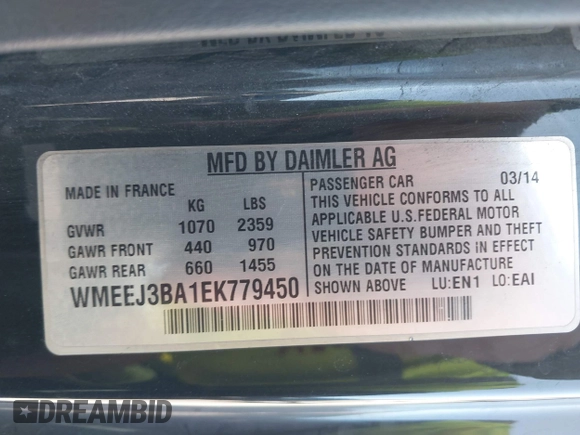 MFD BY DAIMLER AG
MADE IN FRANCE
KG LBS
GVWR 1070 2359
GAWR FRONT 440 970
GAWR REAR 660 1455
WMEEJ3BA1EK779450
PASSENGER CAR 03/14
THIS VEHICLE CONFORMS TO ALL
APPLICABLE U.S.FEDERAL MOTOR
VEHICLE SAFETY BUMPER AND THEFT
PREVENTION STANDARDS IN EFFECT
ON THE DATE OF MANUFACTURE
SHOWN ABOVE LU:EN1 LO:EAI
DREAMBID